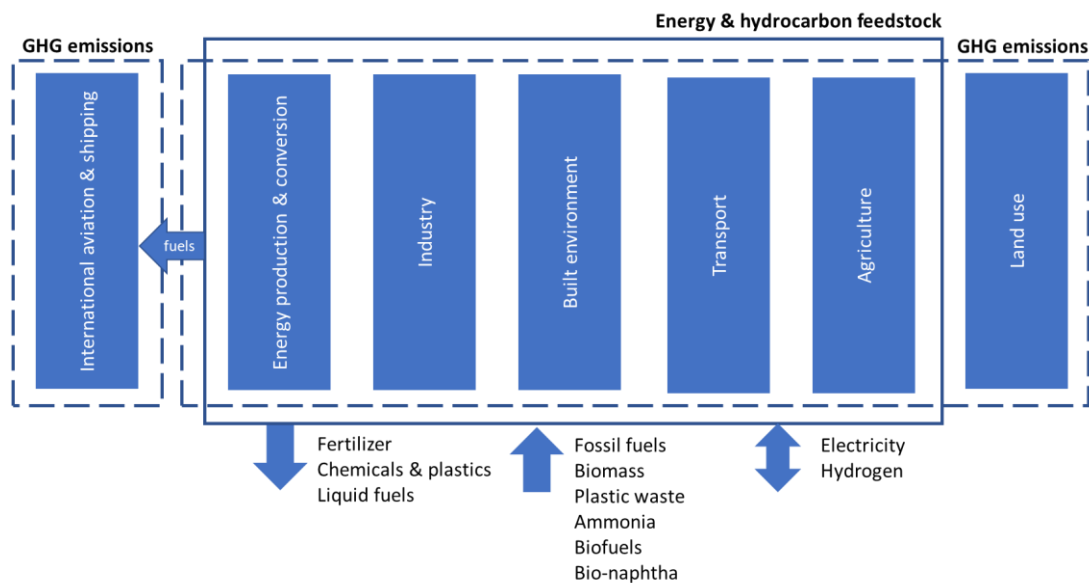 Energy & hydrocarbon feedstock
GHG emissions
GHG emissions
International aviation & shipping
fuels
Energy production & conversion
Industry
Built environment
Transport
Agriculture
Land use
Fertilizer
Chemicals & plastics
Liquid fuels
Fossil fuels
Biomass
Plastic waste
Ammonia
Biofuels
Bio-naphtha
Electricity
Hydrogen